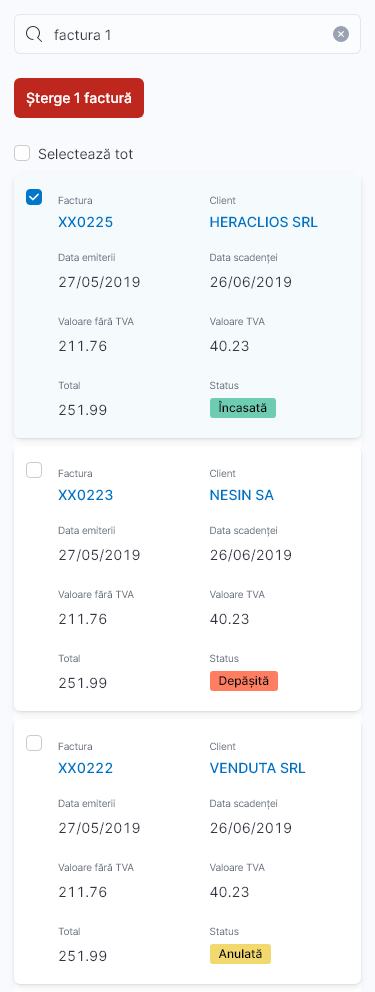 factura 1
Șterge 1 factură
Selectează tot
Factura Client
XX0225 HERACLIOS SRL
Data emiterii Data scadenței
27/05/2019 26/06/2019
Valoare fără TVA Valoare TVA
211.76 40.23
Total Status
251.99 Încasată
Factura Client
XX0223 NESIN SA
Data emiterii Data scadenței
27/05/2019 26/06/2019
Valoare fără TVA Valoare TVA
211.76 40.23
Total Status
251.99 Depășită
Factura Client
XX0222 VENDUTA SRL
Data emiterii Data scadenței
27/05/2019 26/06/2019
Valoare fără TVA Valoare TVA
211.76 40.23
Total Status
251.99 Anulată